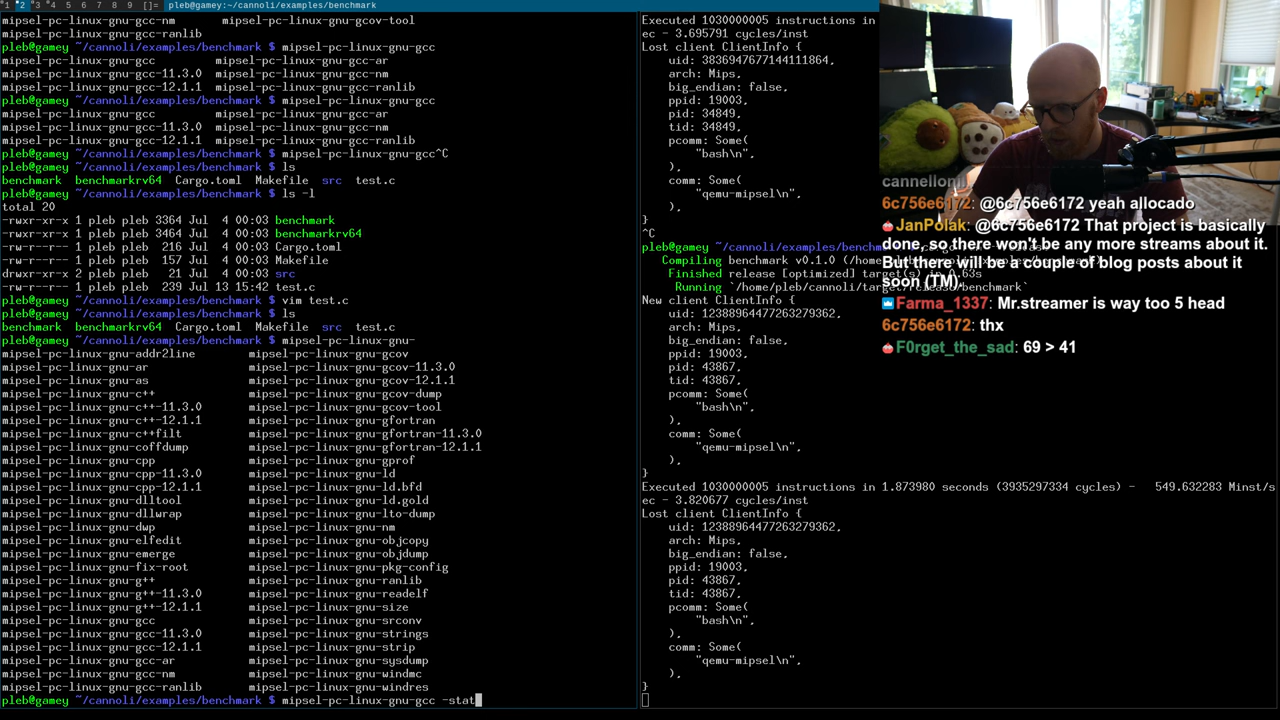 1 2 3 4 5 6 7 8 9 []= pleb@gamey:~/cannoli/examples/benchmark
mipsel-pc-linux-gnu-gcc-nm mipsel-pc-linux-gnu-gcov-tool
mipsel-pc-linux-gnu-gcc-ranlib
pleb@gamey ~/cannoli/examples/benchmark $ mipsel-pc-linux-gnu-gcc
mipsel-pc-linux-gnu-gcc mipsel-pc-linux-gnu-gcc-ar
mipsel-pc-linux-gnu-gcc-11.3.0 mipsel-pc-linux-gnu-gcc-nm
mipsel-pc-linux-gnu-gcc-12.1.1 mipsel-pc-linux-gnu-gcc-ranlib
pleb@gamey ~/cannoli/examples/benchmark $ mipsel-pc-linux-gnu-gcc
mipsel-pc-linux-gnu-gcc mipsel-pc-linux-gnu-gcc-ar
mipsel-pc-linux-gnu-gcc-11.3.0 mipsel-pc-linux-gnu-gcc-nm
mipsel-pc-linux-gnu-gcc-12.1.1 mipsel-pc-linux-gnu-gcc-ranlib
pleb@gamey ~/cannoli/examples/benchmark $ mipsel-pc-linux-gnu-gcc^C
pleb@gamey ~/cannoli/examples/benchmark $ ls
benchmark benchmarkrv64 Cargo.toml Makefile src test.c
pleb@gamey ~/cannoli/examples/benchmark $ ls -l
total 20
-rwxr-xr-x 1 pleb pleb 3364 Jul 4 00:03 benchmark
-rwxr-xr-x 1 pleb pleb 3464 Jul 4 00:03 benchmarkrv64
-rw-r--r-- 1 pleb pleb 216 Jul 4 00:03 Cargo.toml
-rw-r--r-- 1 pleb pleb 157 Jul 4 00:03 Makefile
drwxr-xr-x 2 pleb pleb 21 Jul 4 00:03 src
-rw-r--r-- 1 pleb pleb 239 Jul 13 15:42 test.c
pleb@gamey ~/cannoli/examples/benchmark $ vim test.c
pleb@gamey ~/cannoli/examples/benchmark $ ls
benchmark benchmarkrv64 Cargo.toml Makefile src test.c
pleb@gamey ~/cannoli/examples/benchmark $ mipsel-pc-linux-gnu-
mipsel-pc-linux-gnu-addr2line mipsel-pc-linux-gnu-gcov
mipsel-pc-linux-gnu-ar mipsel-pc-linux-gnu-gcov-11.3.0
mipsel-pc-linux-gnu-as mipsel-pc-linux-gnu-gcov-12.1.1
mipsel-pc-linux-gnu-c++ mipsel-pc-linux-gnu-gcov-dump
mipsel-pc-linux-gnu-c++-11.3.0 mipsel-pc-linux-gnu-gcov-tool
mipsel-pc-linux-gnu-c++-12.1.1 mipsel-pc-linux-gnu-gfortran
mipsel-pc-linux-gnu-c++filt mipsel-pc-linux-gnu-gfortran-11.3.0
mipsel-pc-linux-gnu-coffdump mipsel-pc-linux-gnu-gfortran-12.1.1
mipsel-pc-linux-gnu-cpp mipsel-pc-linux-gnu-gprof
mipsel-pc-linux-gnu-cpp-11.3.0 mipsel-pc-linux-gnu-ld
mipsel-pc-linux-gnu-cpp-12.1.1 mipsel-pc-linux-gnu-ld.bfd
mipsel-pc-linux-gnu-dlltool mipsel-pc-linux-gnu-ld.gold
mipsel-pc-linux-gnu-dllwrap mipsel-pc-linux-gnu-lto-dump
mipsel-pc-linux-gnu-dwp mipsel-pc-linux-gnu-nm
mipsel-pc-linux-gnu-elfedit mipsel-pc-linux-gnu-objcopy
mipsel-pc-linux-gnu-emerge mipsel-pc-linux-gnu-objdump
mipsel-pc-linux-gnu-fix-root mipsel-pc-linux-gnu-pkg-config
mipsel-pc-linux-gnu-g++ mipsel-pc-linux-gnu-ranlib
mipsel-pc-linux-gnu-g++-11.3.0 mipsel-pc-linux-gnu-readelf
mipsel-pc-linux-gnu-g++-12.1.1 mipsel-pc-linux-gnu-size
mipsel-pc-linux-gnu-gcc mipsel-pc-linux-gnu-srconv
mipsel-pc-linux-gnu-gcc-11.3.0 mipsel-pc-linux-gnu-strings
mipsel-pc-linux-gnu-gcc-12.1.1 mipsel-pc-linux-gnu-strip
mipsel-pc-linux-gnu-gcc-ar mipsel-pc-linux-gnu-sysdump
mipsel-pc-linux-gnu-gcc-nm mipsel-pc-linux-gnu-windmc
mipsel-pc-linux-gnu-gcc-ranlib mipsel-pc-linux-gnu-windres
pleb@gamey ~/cannoli/examples/benchmark $ mipsel-pc-linux-gnu-gcc -stat
Executed 1030000005 instructions in
ec - 3.695791 cycles/inst
Lost client ClientInfo {
uid: 3836947677144111864,
arch: Mips,
big_endian: false,
ppid: 19003,
pid: 34849,
tid: 34849,
pcomm: Some(
"bash\n",
),
comm: Some(
"qemu-mipsel\n",
),
}
^C
pleb@gamey ~/cannoli/examples/benchm
Compiling benchmark v0.1.0
Finished release [optimized] target(s) in 0.63s
Running `/home/pleb/cannoli/target/release/benchmark`
New client ClientInfo {
uid: 12388964477263279362,
arch: Mips,
big_endian: false,
ppid: 19003,
pid: 43867,
tid: 43867,
pcomm: Some(
"bash\n",
),
comm: Some(
"qemu-mipsel\n",
),
}
Executed 1030000005 instructions in 1.873980 seconds (3935297334 cycles) - 549.632283 Minst/s
ec - 3.820677 cycles/inst
Lost client ClientInfo {
uid: 12388964477263279362,
arch: Mips,
big_endian: false,
ppid: 19003,
pid: 43867,
tid: 43867,
pcomm: Some(
"bash\n",
),
comm: Some(
"qemu-mipsel\n",
),
}
6c756e6172: @6c756e6172 yeah allocado
JanPolak: @6c756e6172 That project is basically
done, so there won't be any more streams about it.
But there will be a couple of blog posts about it
soon (TM).
Farma_1337: Mr.streamer is way too 5 head
6c756e6172: thx
F0rget_the_sad: 69 > 41